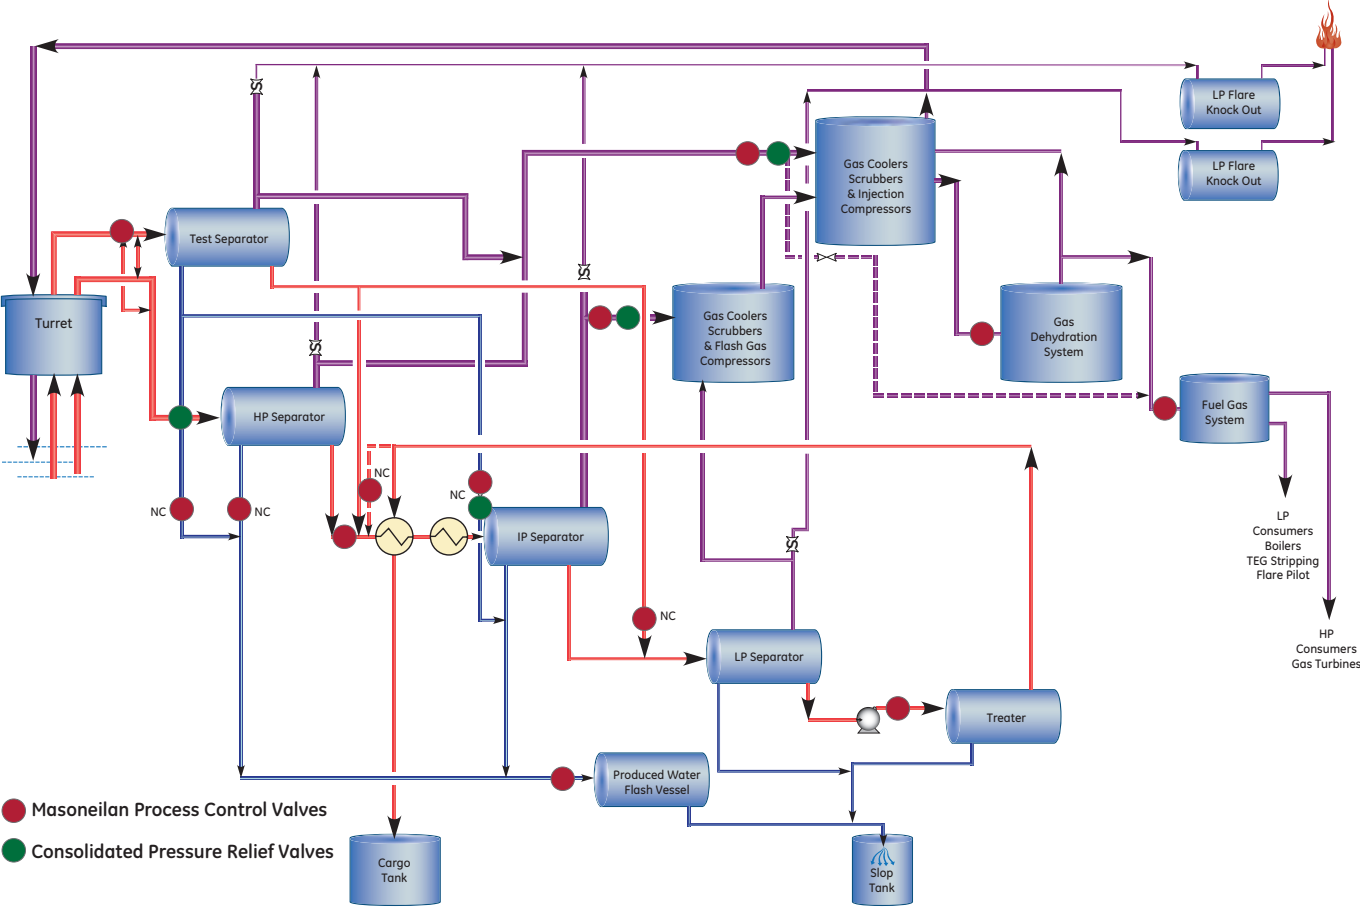 LP Flare
Knock Out
LP Flare
Knock Out
Gas Coolers
Scrubbers
& Injection
Compressors
Test Separator
Turret
Gas Coolers
Scrubbers
& Flash Gas
Compressors
Gas
Dehydration
System
HP Separator
Fuel Gas
System
NC
NC
NC
NC
IP Separator
LP
Consumers
Boilers
TEG Stripping
Flare Pilot
NC
HP
Consumers
Gas Turbines
LP Separator
Treater
Produced Water
Flash Vessel
Masoneilan Process Control Valves
Consolidated Pressure Relief Valves
Cargo
Tank
Slop
Tank